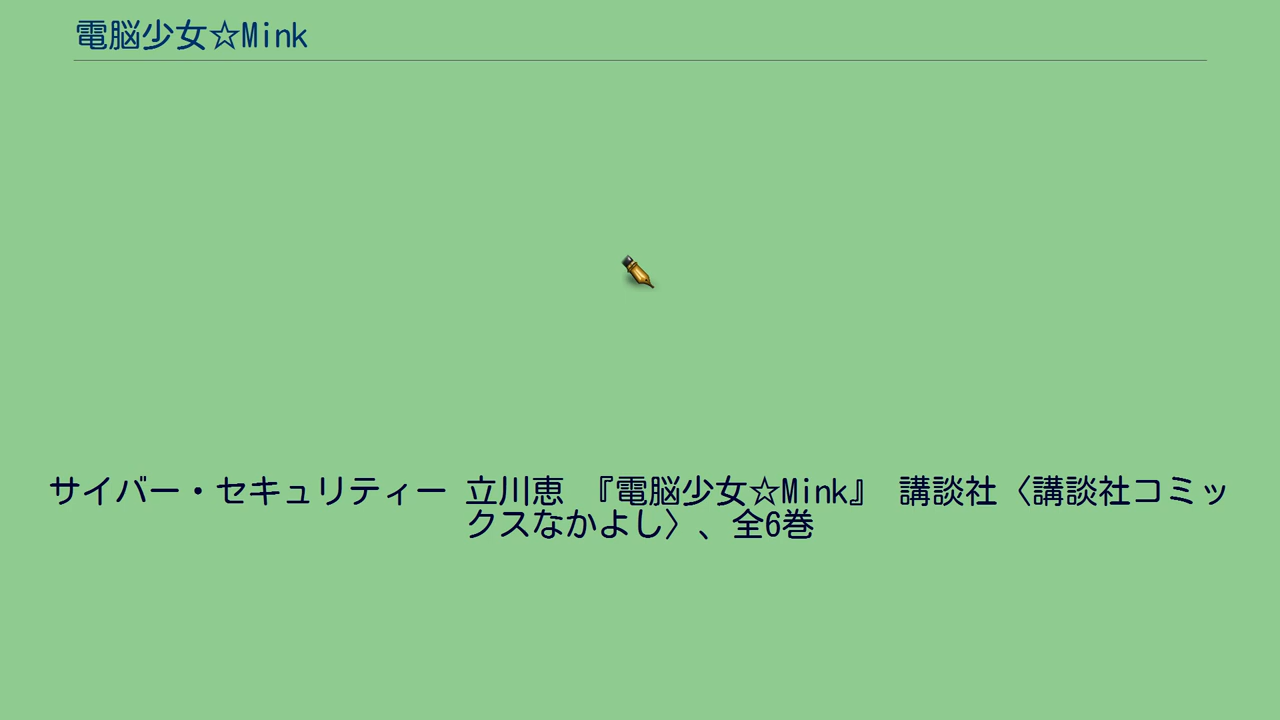 電脳少女☆Mink
サイバー・セキュリティー 立川恵 『電脳少女☆Mink』 講談社〈講談社コミッ
クスなかよし〉、全6巻